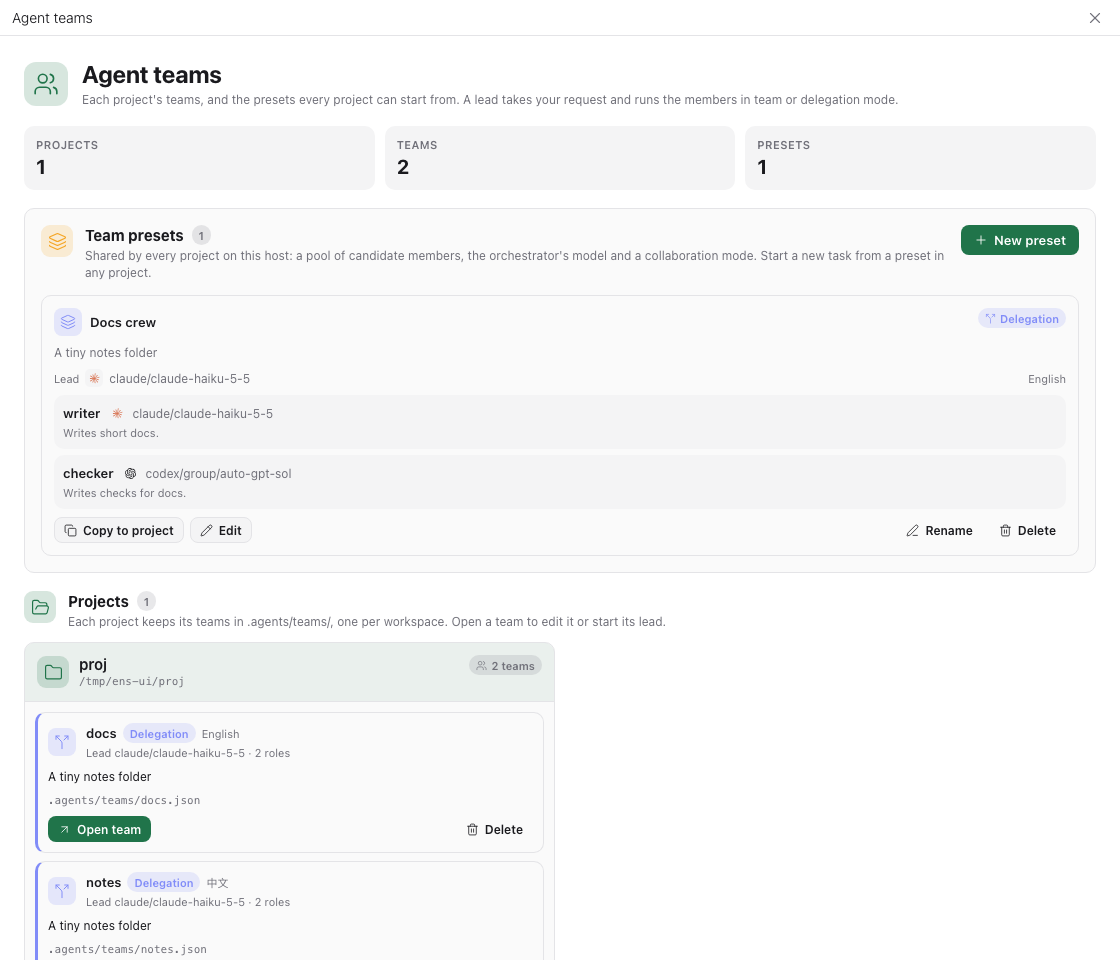 Agent teams
Agent teams
Each project's teams, and the presets every project can start from. A lead takes your request and runs the members in team or delegation mode.
PROJECTS
1
TEAMS
2
PRESETS
1
Team presets 1
New preset
Shared by every project on this host: a pool of candidate members, the orchestrator's model and a collaboration mode. Start a new task from a preset in
any project.
Docs crew
Delegation
A tiny notes folder
Lead claude/claude-haiku-5-5 English
writer claude/claude-haiku-5-5
Writes short docs.
checker codex/group/auto-gpt-sol
Writes checks for docs.
Copy to project Edit Rename Delete
Projects 1
Each project keeps its teams in .agents/teams/, one per workspace. Open a team to edit it or start its lead.
proj
2 teams
/tmp/ens-ui/proj
docs Delegation English
Lead claude/claude-haiku-5-5 · 2 roles
A tiny notes folder
.agents/teams/docs.json
Open team Delete
notes Delegation 中文
Lead claude/claude-haiku-5-5 · 2 roles
A tiny notes folder
.agents/teams/notes.json